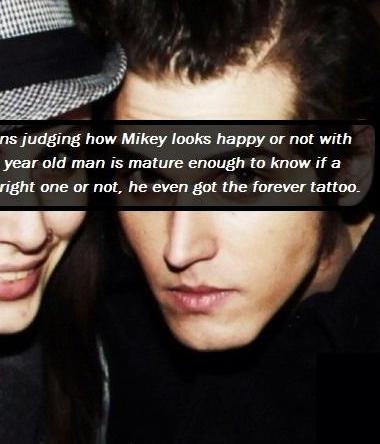 ns judging how Mikey looks happy or not with
year old man is mature enough to know if a
right one or not, he even got the forever tattoo.